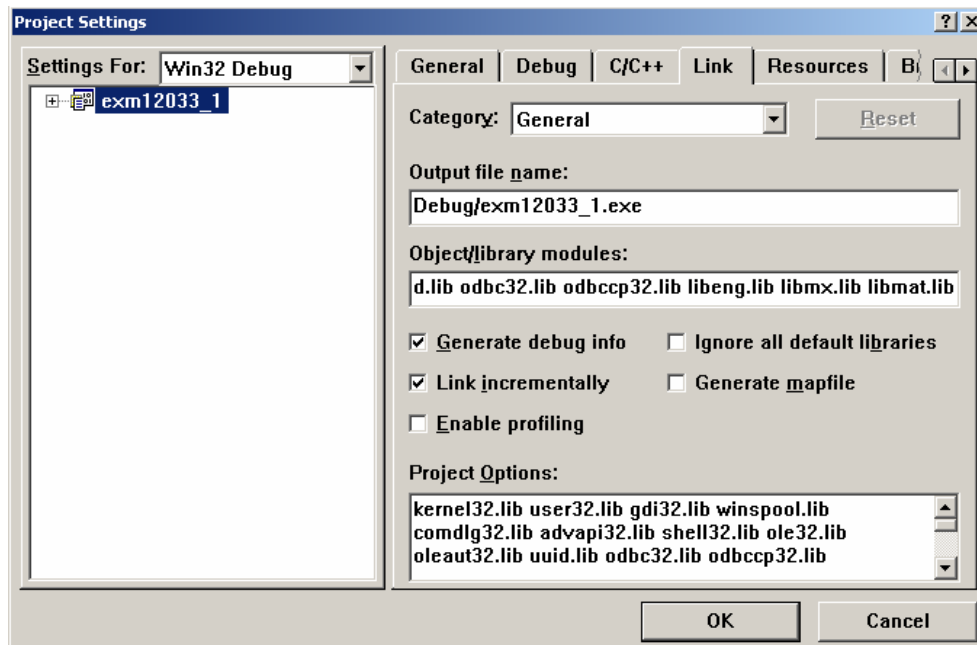 Project Settings
Settings For: Win32 Debug
exm12033_1
General Debug C/C++ Link Resources
Category: General Reset
Output file name:
Debug/exm12033_1.exe
Object/library modules:
d.lib odbc32.lib odbccp32.lib libeng.lib libmx.lib libmat.lib
Generate debug info Ignore all default libraries
Link incrementally Generate mapfile
Enable profiling
Project Options:
kernel32.lib user32.lib gdi32.lib winspool.lib
comdlg32.lib advapi32.lib shell32.lib ole32.lib
oleaut32.lib uuid.lib odbc32.lib odbccp32.lib
OK Cancel